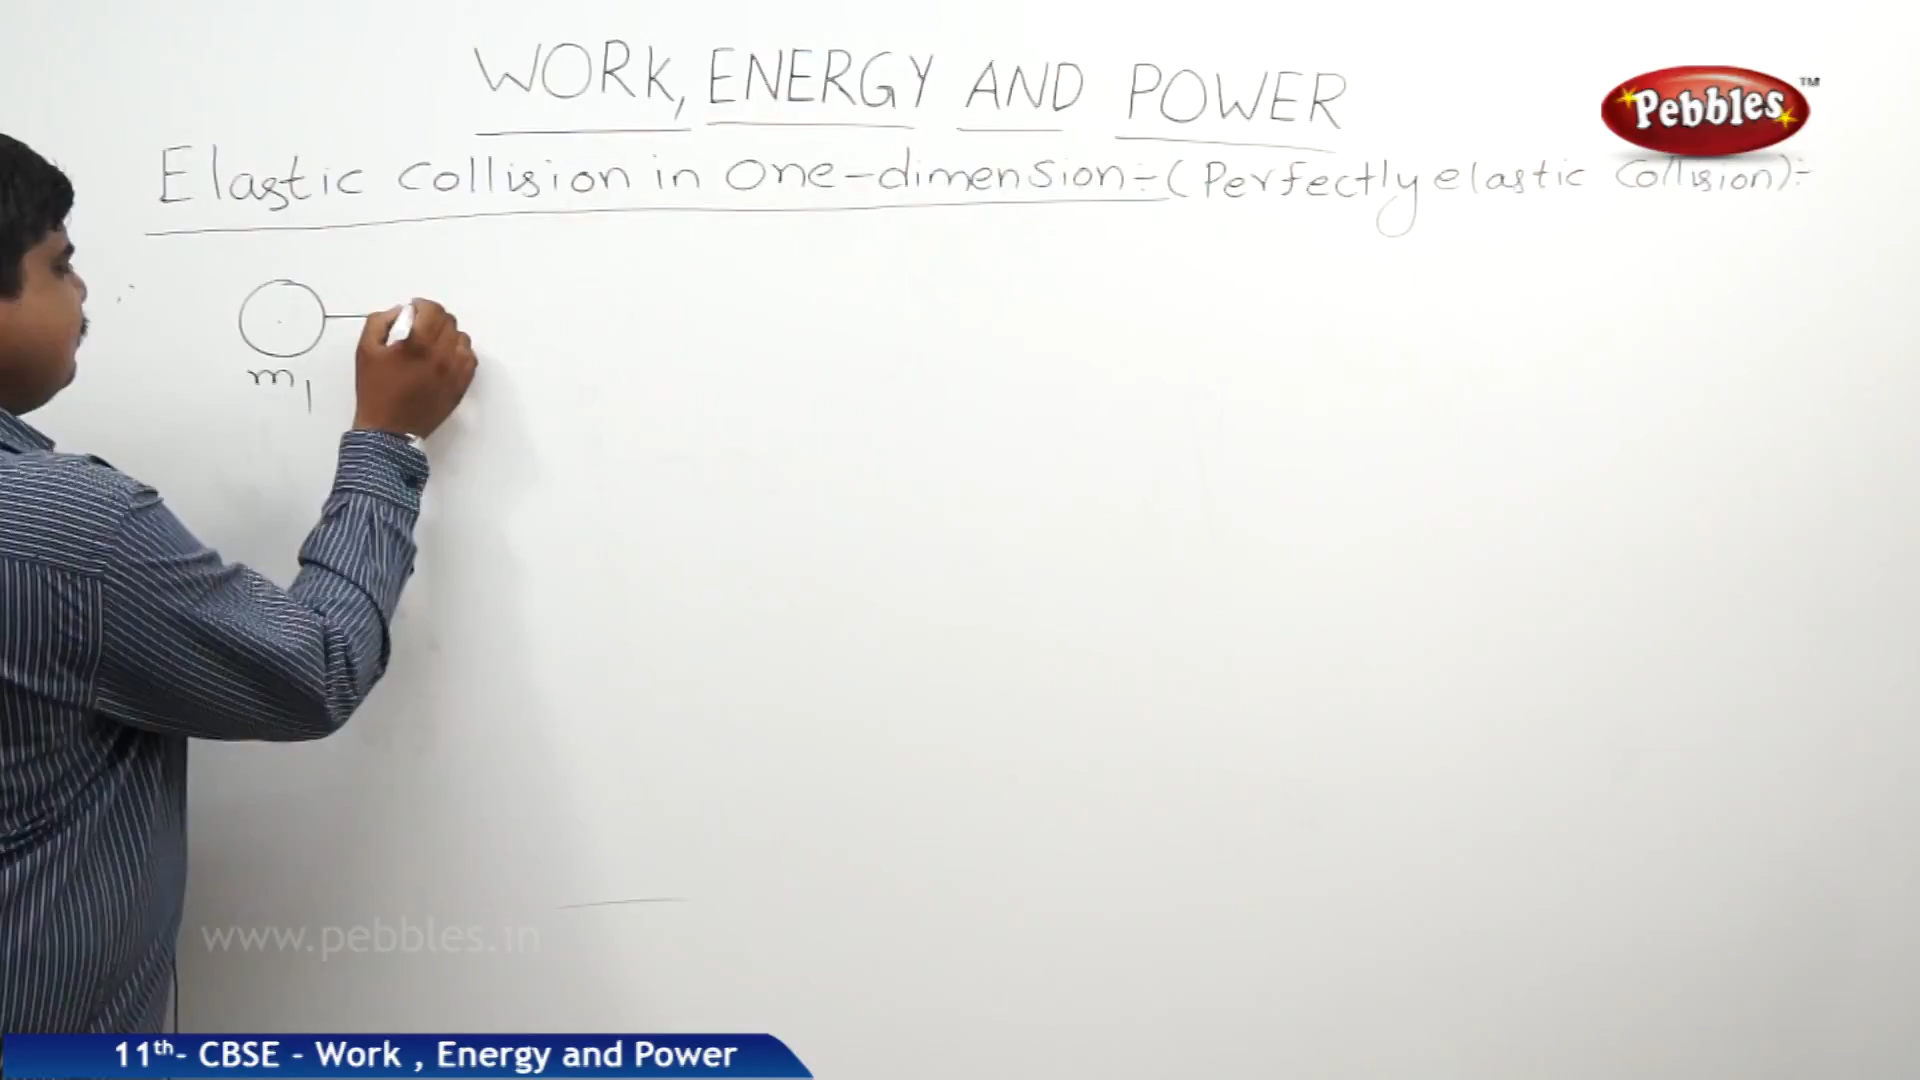 WORK, ENERGY AND POWER
Pebbles™
Elastic Collision in One-dimension:-(Perfectly elastic Collision):-
m1
www.pebbles.in
11th- CBSE - Work , Energy and Power